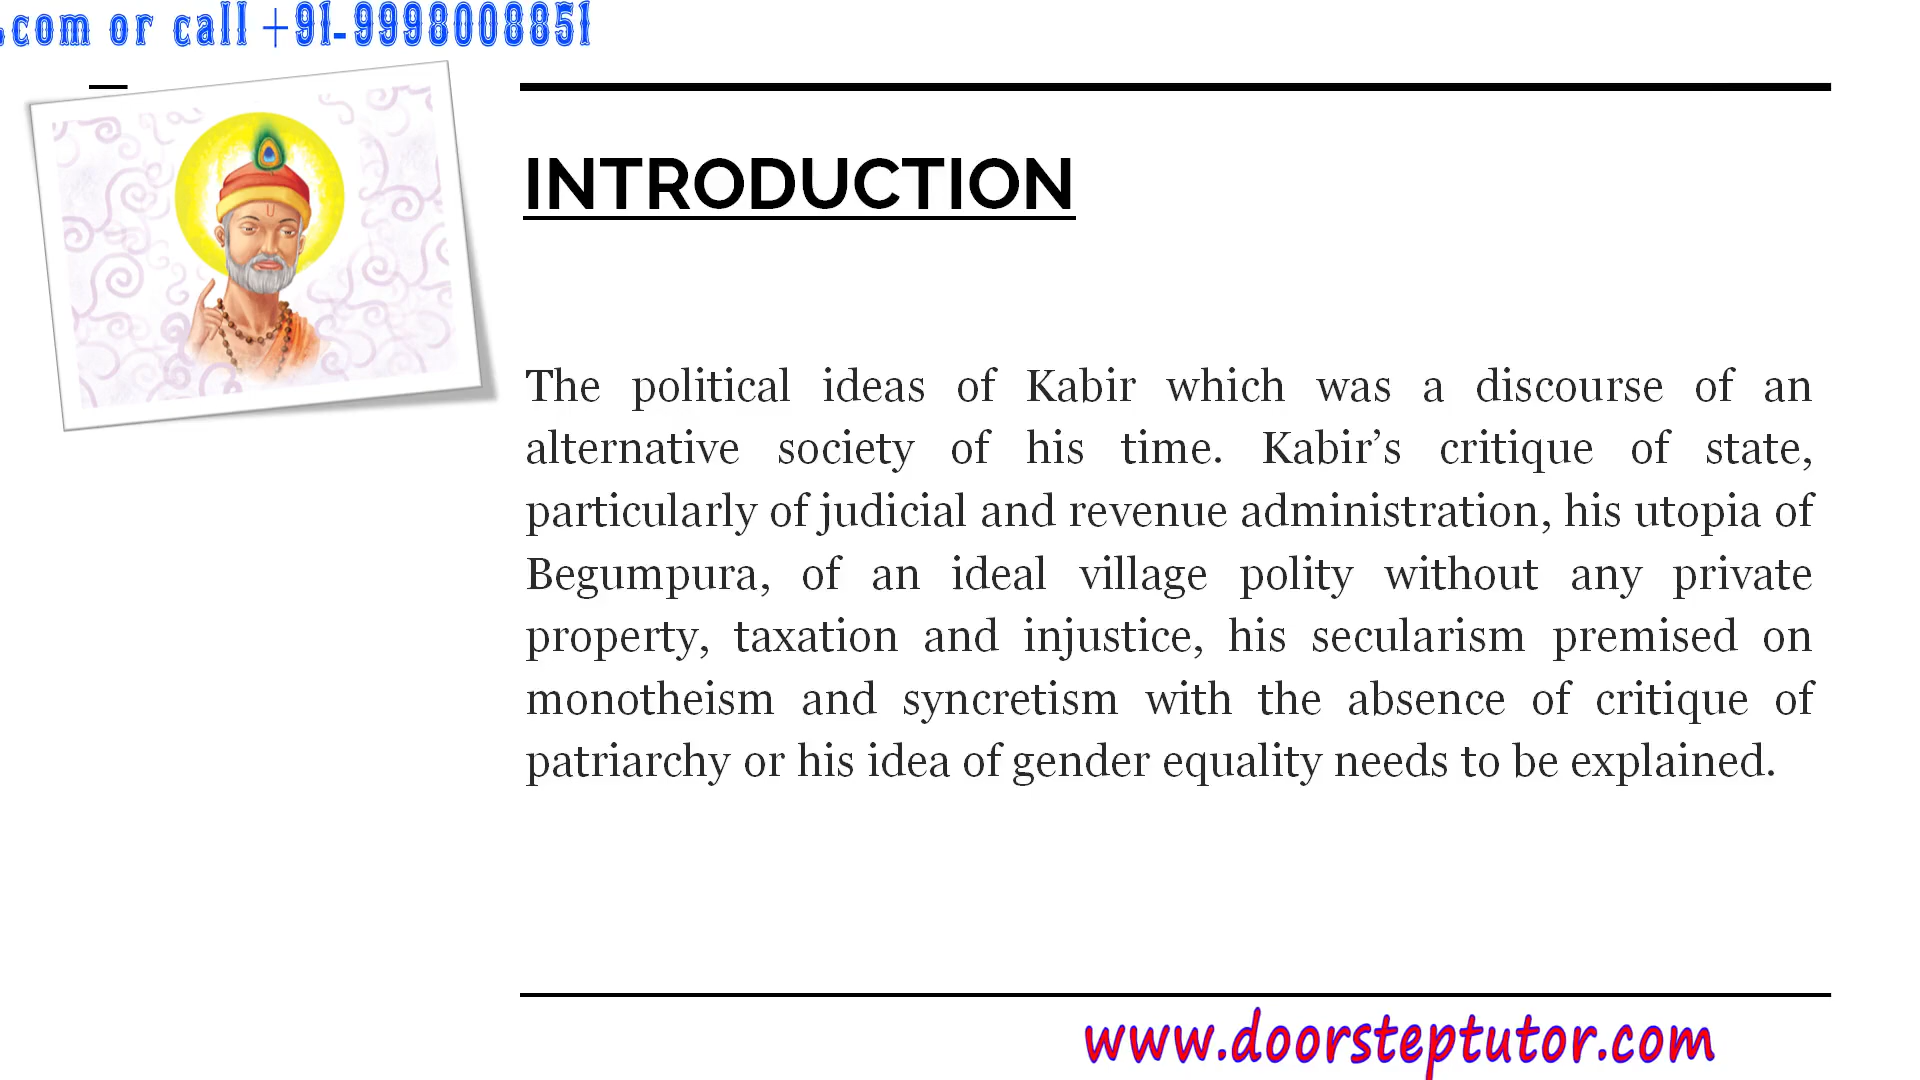 .com or call +91-9998008851
INTRODUCTION
The political ideas of Kabir which was a discourse of an
alternative society of his time. Kabir’s critique of state,
particularly of judicial and revenue administration, his utopia of
Begumpura, of an ideal village polity without any private
property, taxation and injustice, his secularism premised on
monotheism and syncretism with the absence of critique of
patriarchy or his idea of gender equality needs to be explained.
www.doorsteptutor.com